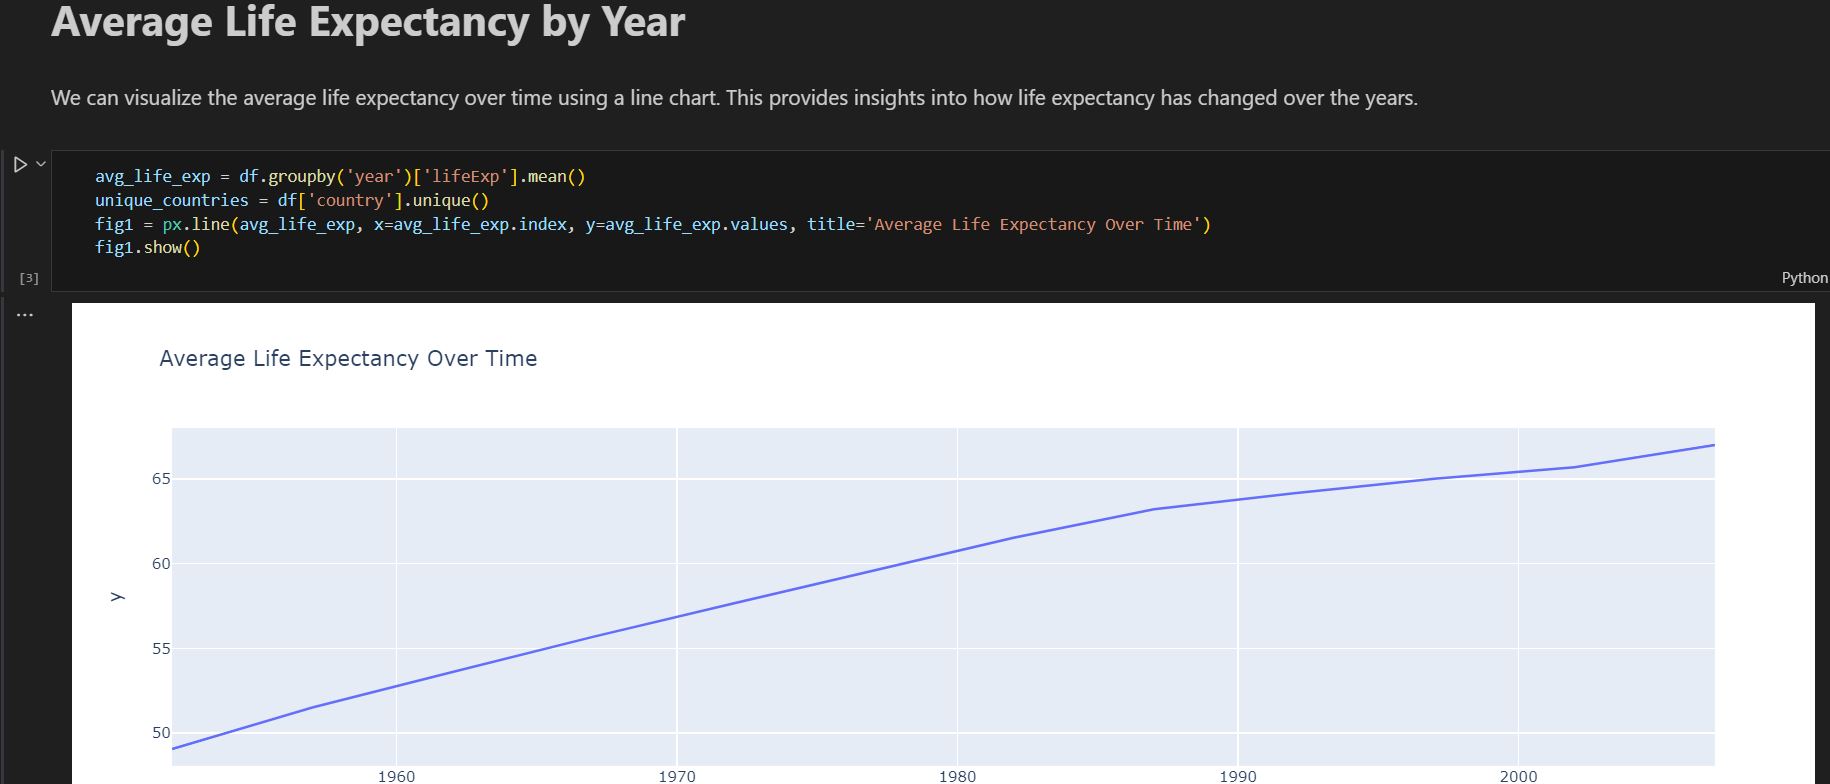 Average Life Expectancy by Year
We can visualize the average life expectancy over time using a line chart. This provides insights into how life expectancy has changed over the years.
avg_life_exp = df.groupby('year')['lifeExp'].mean()
unique_countries = df['country'].unique()
fig1 = px.line(avg_life_exp, x=avg_life_exp.index, y=avg_life_exp.values, title='Average Life Expectancy Over Time')
fig1.show()
[3]
Python
...
Average Life Expectancy Over Time
65
60
y
55
50
1960 1970 1980 1990 2000